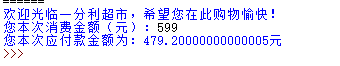 ======
欢迎光临一分利超市，希望您在此购物愉快！
您本次消费金额（元）：599
您本次应付款金额为：479.20000000000005元
>>>